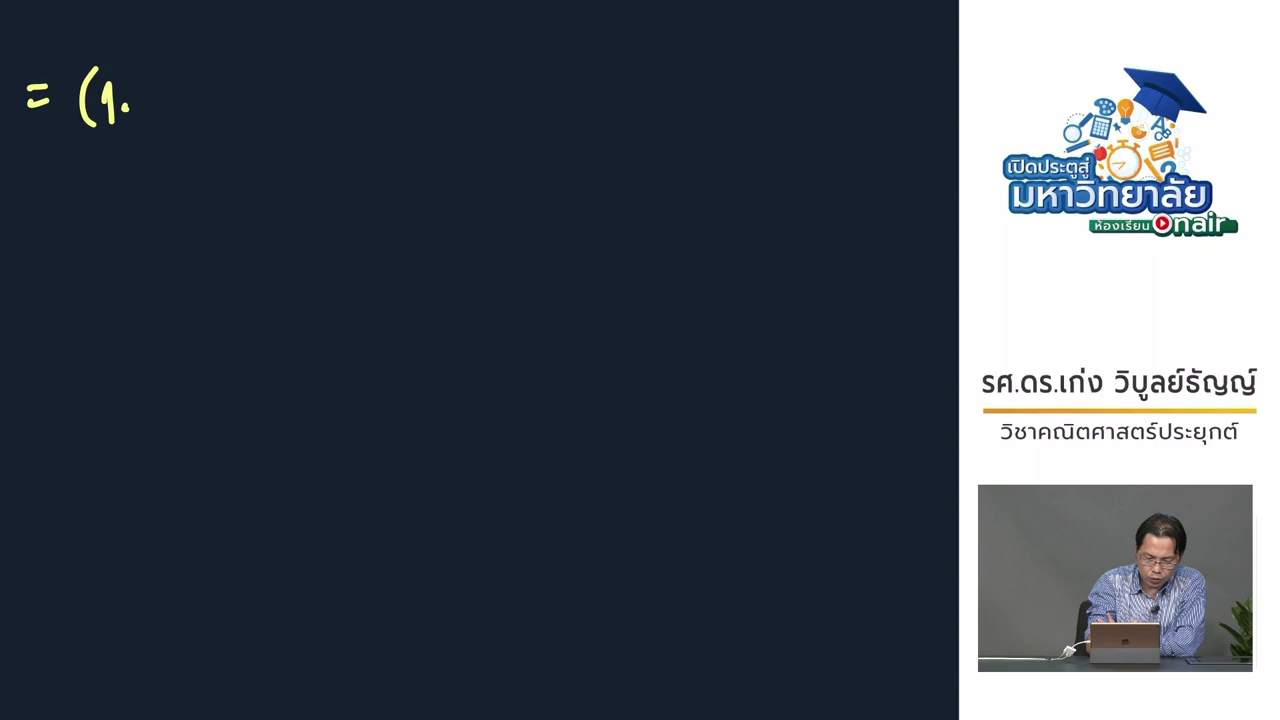 = (1.
เปิดประตูสู่
มหาวิทยาลัย
ห้องเรียน Onair
รศ.ดร.เก่ง วิบูลย์ธัญญ์
วิชาคณิตศาสตร์ประยุกต์